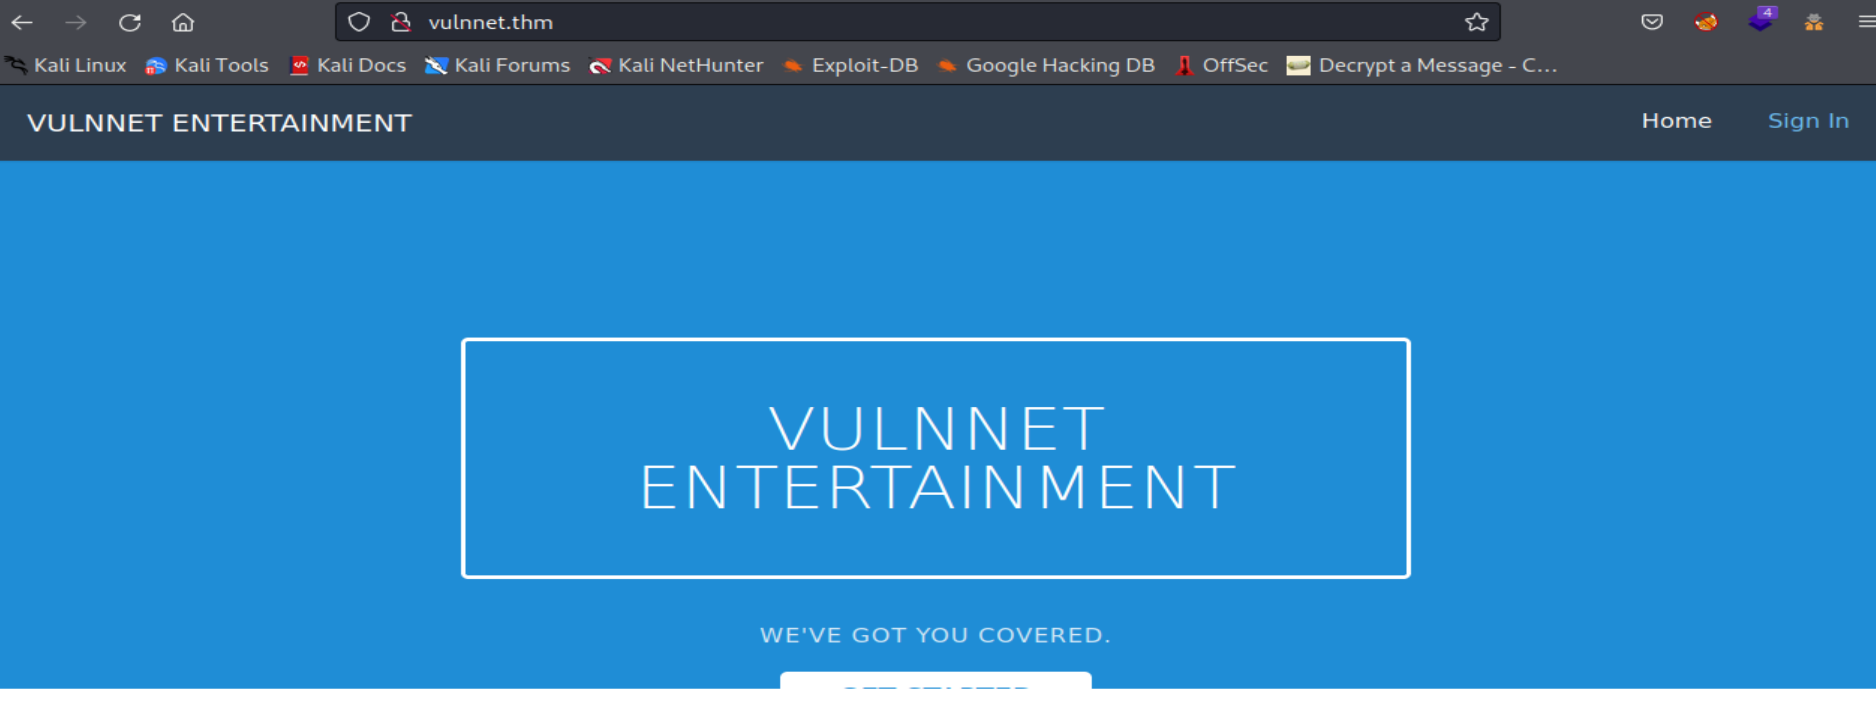 vulnnet.thm
4
Kali Linux Kali Tools Kali Docs Kali Forums Kali NetHunter Exploit-DB Google Hacking DB OffSec Decrypt a Message - C...
VULNNET ENTERTAINMENT Home Sign In
VULNNET
ENTERTAINMENT
WE'VE GOT YOU COVERED.